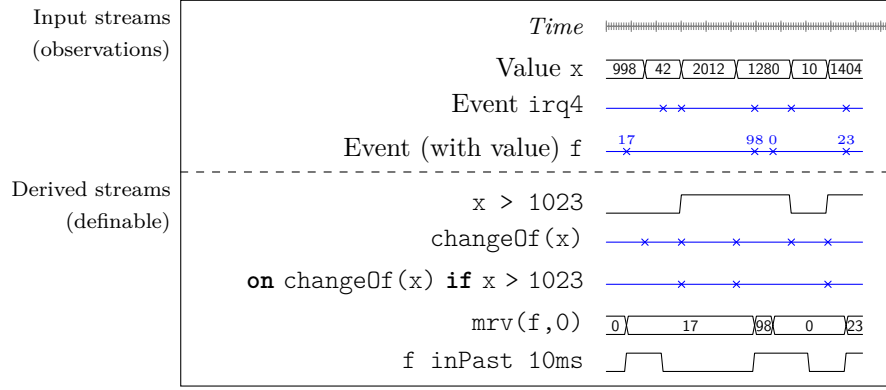 Input streams
(observations)
Time
Value x
998 42 2012 1280 10 1404
Event irq4
Event (with value) f
17 98 0 23
Derived streams
(definable)
x > 1023
changeOf(x)
on changeOf(x) if x > 1023
mrv(f,0)
0 17 98 0 23
f inPast 10ms